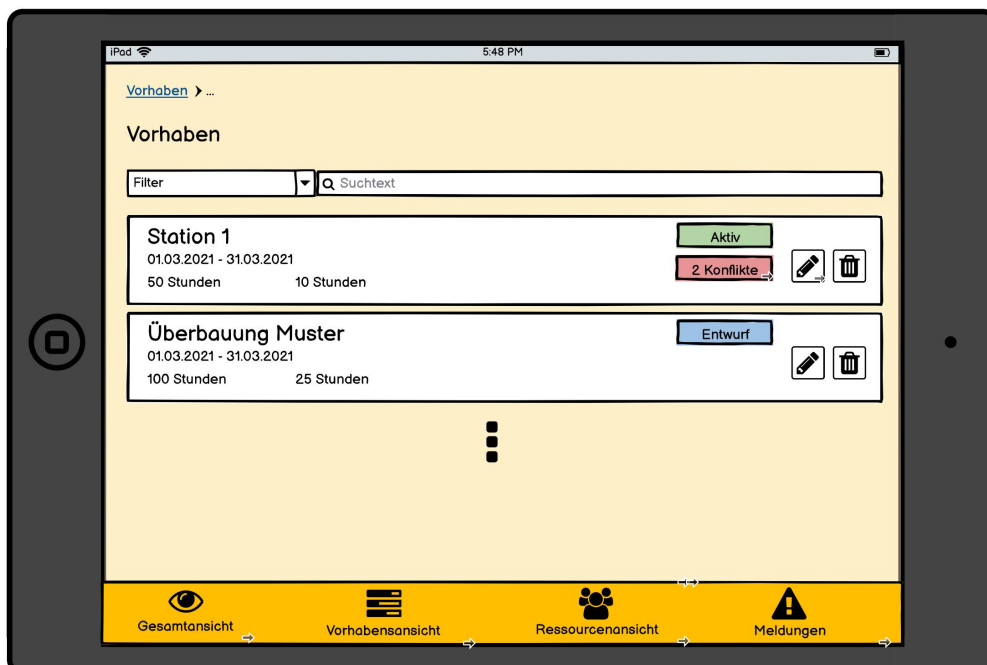 iPad 5:48 PM
Vorhaben ...
Vorhaben
Filter Suchtext
Station 1 Aktiv
01.03.2021 - 31.03.2021
2 Konflikte
50 Stunden 10 Stunden
Überbauung Muster Entwurf
01.03.2021 - 31.03.2021
100 Stunden 25 Stunden
Gesamtansicht Vorhabensansicht Ressourcenansicht Meldungen